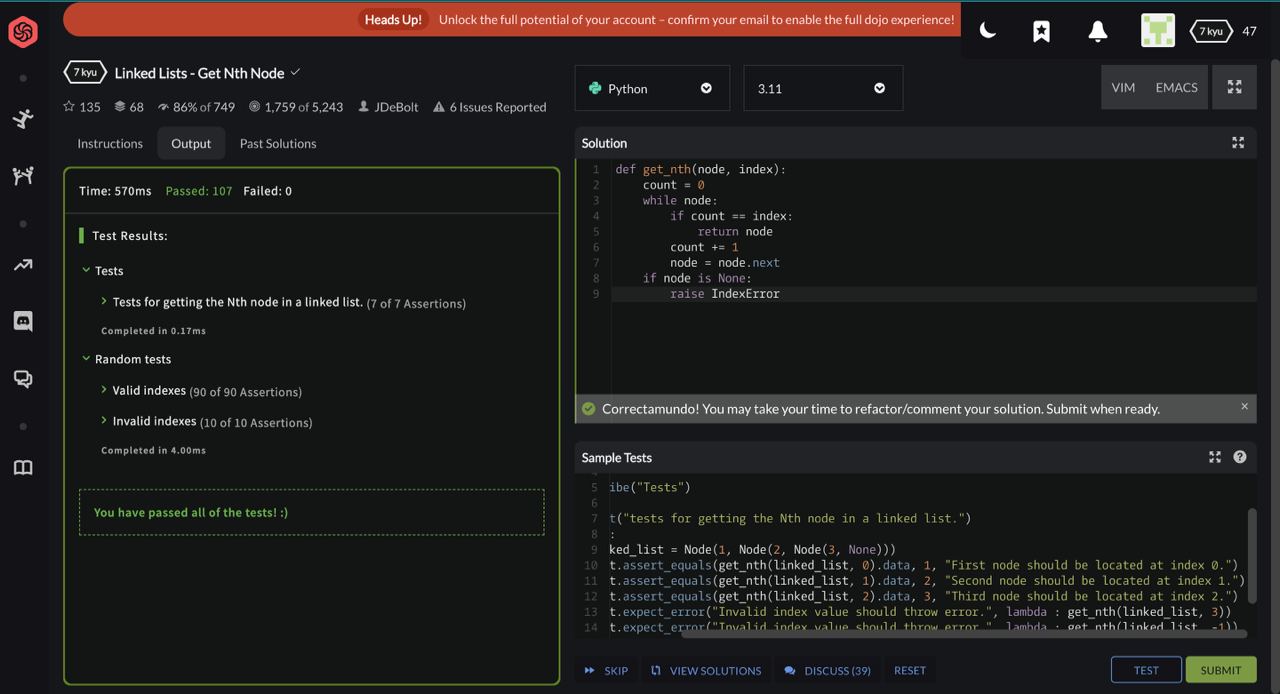 Heads Up! Unlock the full potential of your account – confirm your email to enable the full dojo experience!
7 kyu 47
7 kyu Linked Lists - Get Nth Node
135 68 86% of 749 1,759 of 5,243 JDeBolt 6 Issues Reported
Instructions Output Past Solutions
Time: 570ms Passed: 107 Failed: 0
Test Results:
Tests
Tests for getting the Nth node in a linked list. (7 of 7 Assertions)
Completed in 0.17ms
Random tests
Valid indexes (90 of 90 Assertions)
Invalid indexes (10 of 10 Assertions)
Completed in 4.00ms
You have passed all of the tests! :)
Python 3.11 VIM EMACS
Solution
1 def get_nth(node, index):
2     count = 0
3     while node:
4         if count == index:
5             return node
6         count += 1
7         node = node.next
8     if node is None:
9         raise IndexError
Correctamundo! You may take your time to refactor/comment your solution. Submit when ready. ×
Sample Tests
4
5 ibe("Tests")
6
7 t("tests for getting the Nth node in a linked list.")
8 :
9 ked_list = Node(1, Node(2, Node(3, None)))
10 t.assert_equals(get_nth(linked_list, 0).data, 1, "First node should be located at index 0.")
11 t.assert_equals(get_nth(linked_list, 1).data, 2, "Second node should be located at index 1.")
12 t.assert_equals(get_nth(linked_list, 2).data, 3, "Third node should be located at index 2.")
13 t.expect_error("Invalid index value should throw error.", lambda : get_nth(linked_list, 3))
14 t.expect_error("Invalid index value should throw error.", lambda : get_nth(linked_list, -1))
SKIP VIEW SOLUTIONS DISCUSS (39) RESET TEST SUBMIT